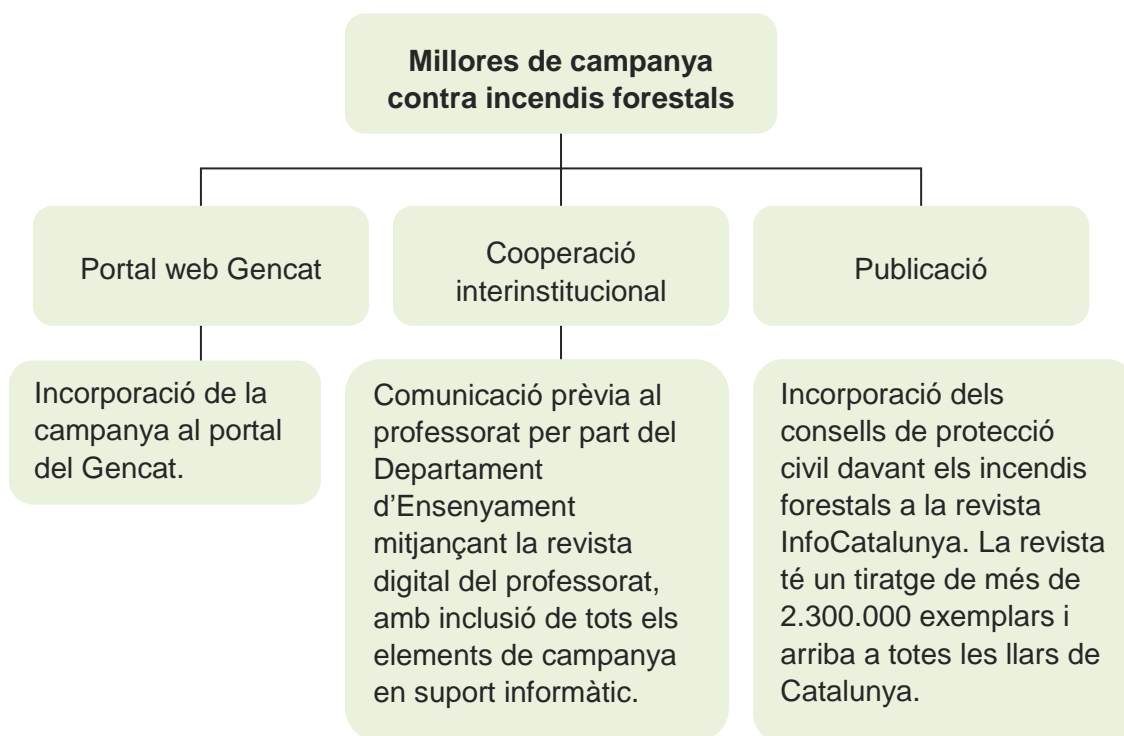 Millores de campanya
contra incendis forestals
Portal web Gencat
Cooperació
interinstitucional
Publicació
Incorporació de la
campanya al portal
del Gencat.
Comunicació prèvia al
professorat per part del
Departament
d’Ensenyament
mitjançant la revista
digital del professorat,
amb inclusió de tots els
elements de campanya
en suport informàtic.
Incorporació dels
consells de protecció
civil davant els incendis
forestals a la revista
InfoCatalunya. La revista
té un tiratge de més de
2.300.000 exemplars i
arriba a totes les llars de
Catalunya.